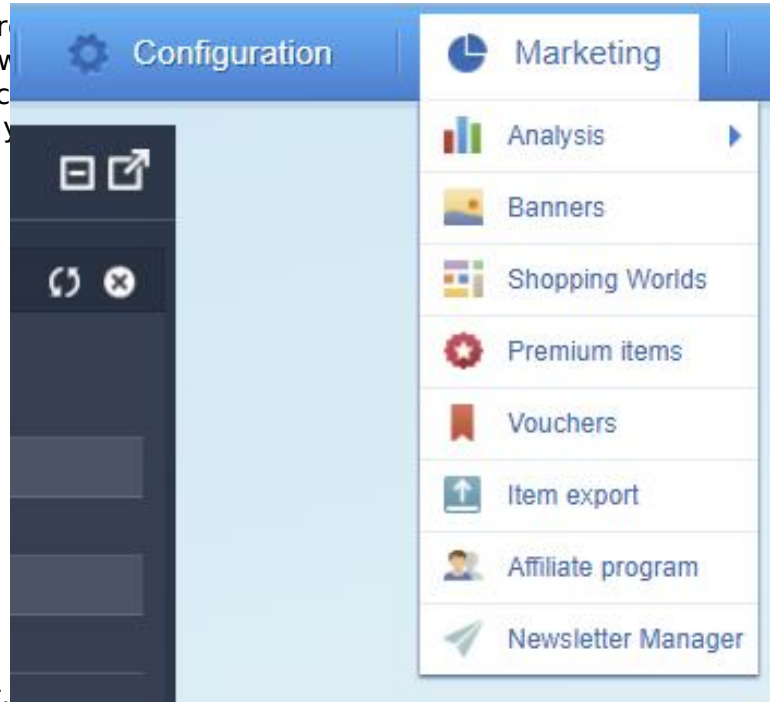 Configuration
Marketing
Analysis
Banners
Shopping Worlds
Premium items
Vouchers
Item export
Affiliate program
Newsletter Manager